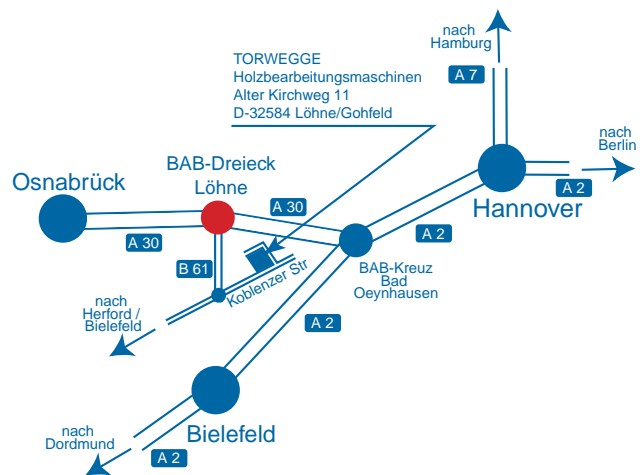 nach
Hamburg
A 7
TORWEGGE
Holzbearbeitungsmaschinen
Alter Kirchweg 11
D-32584 Löhne/Gohfeld
nach
Berlin
A 2
Hannover
BAB-Dreieck
Löhne
Osnabrück
A 30
A 30
A 2
BAB-Kreuz
Bad
Oeynhausen
B 61
Koblenzer Str
nach
Herford /
Bielefeld
A 2
Bielefeld
nach
Dordmund
A 2